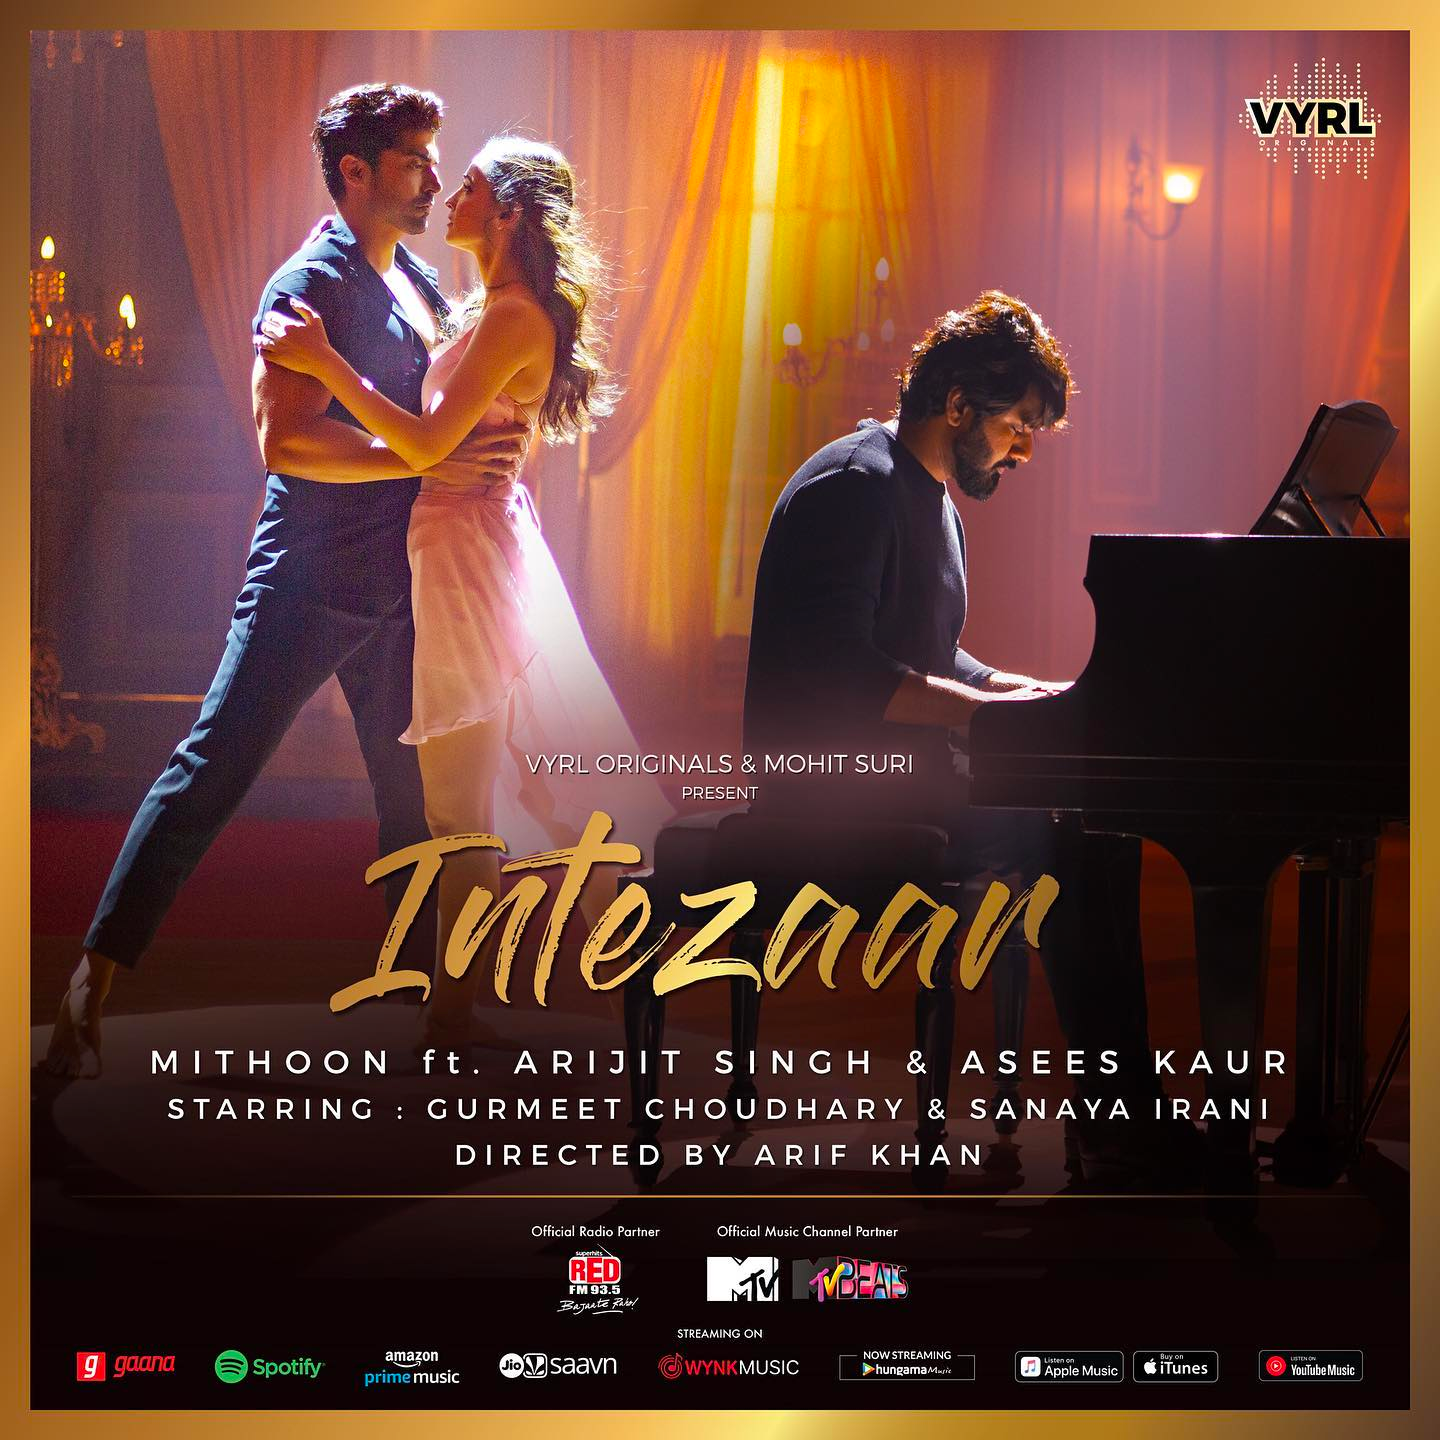 VYRL
ORIGINALS
VYRL ORIGINALS & MOHIT SURI
PRESENT
Intezaar
MITHOON ft. ARIJIT SINGH & ASEES KAUR
STARRING : GURMEET CHOUDHARY & SANAYA IRANI
DIRECTED BY ARIF KHAN
Official Radio Partner
superhits
RED
FM 93.5
Bajaate Raho!
Official Music Channel Partner
MTV
MTV BEATS
STREAMING ON
g gaana
Spotify
amazon
prime music
Jio saavn
WYNK MUSIC
NOW STREAMING
hungama Music
Listen on
Apple Music
Buy on
iTunes
LISTEN ON
YouTube Music